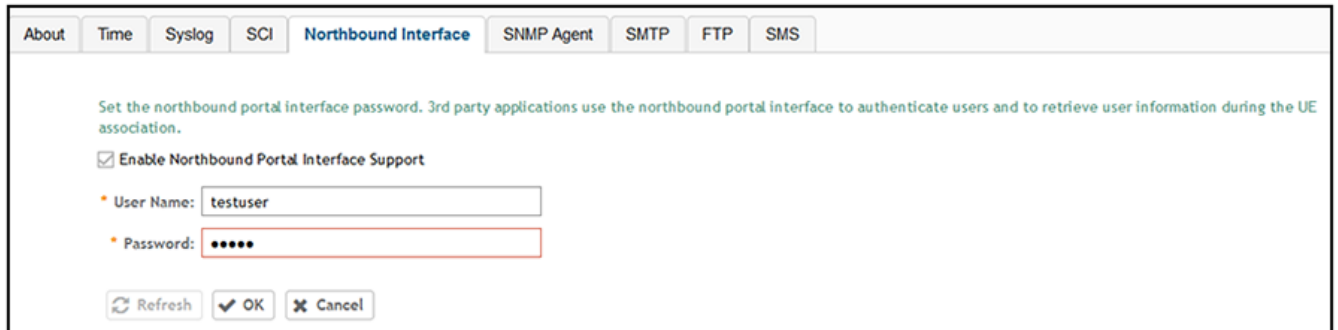 About Time Syslog SCI Northbound Interface SNMP Agent SMTP FTP SMS
Set the northbound portal interface password. 3rd party applications use the northbound portal interface to authenticate users and to retrieve user information during the UE
association.
Enable Northbound Portal Interface Support
* User Name: testuser
* Password: •••••
Refresh OK Cancel